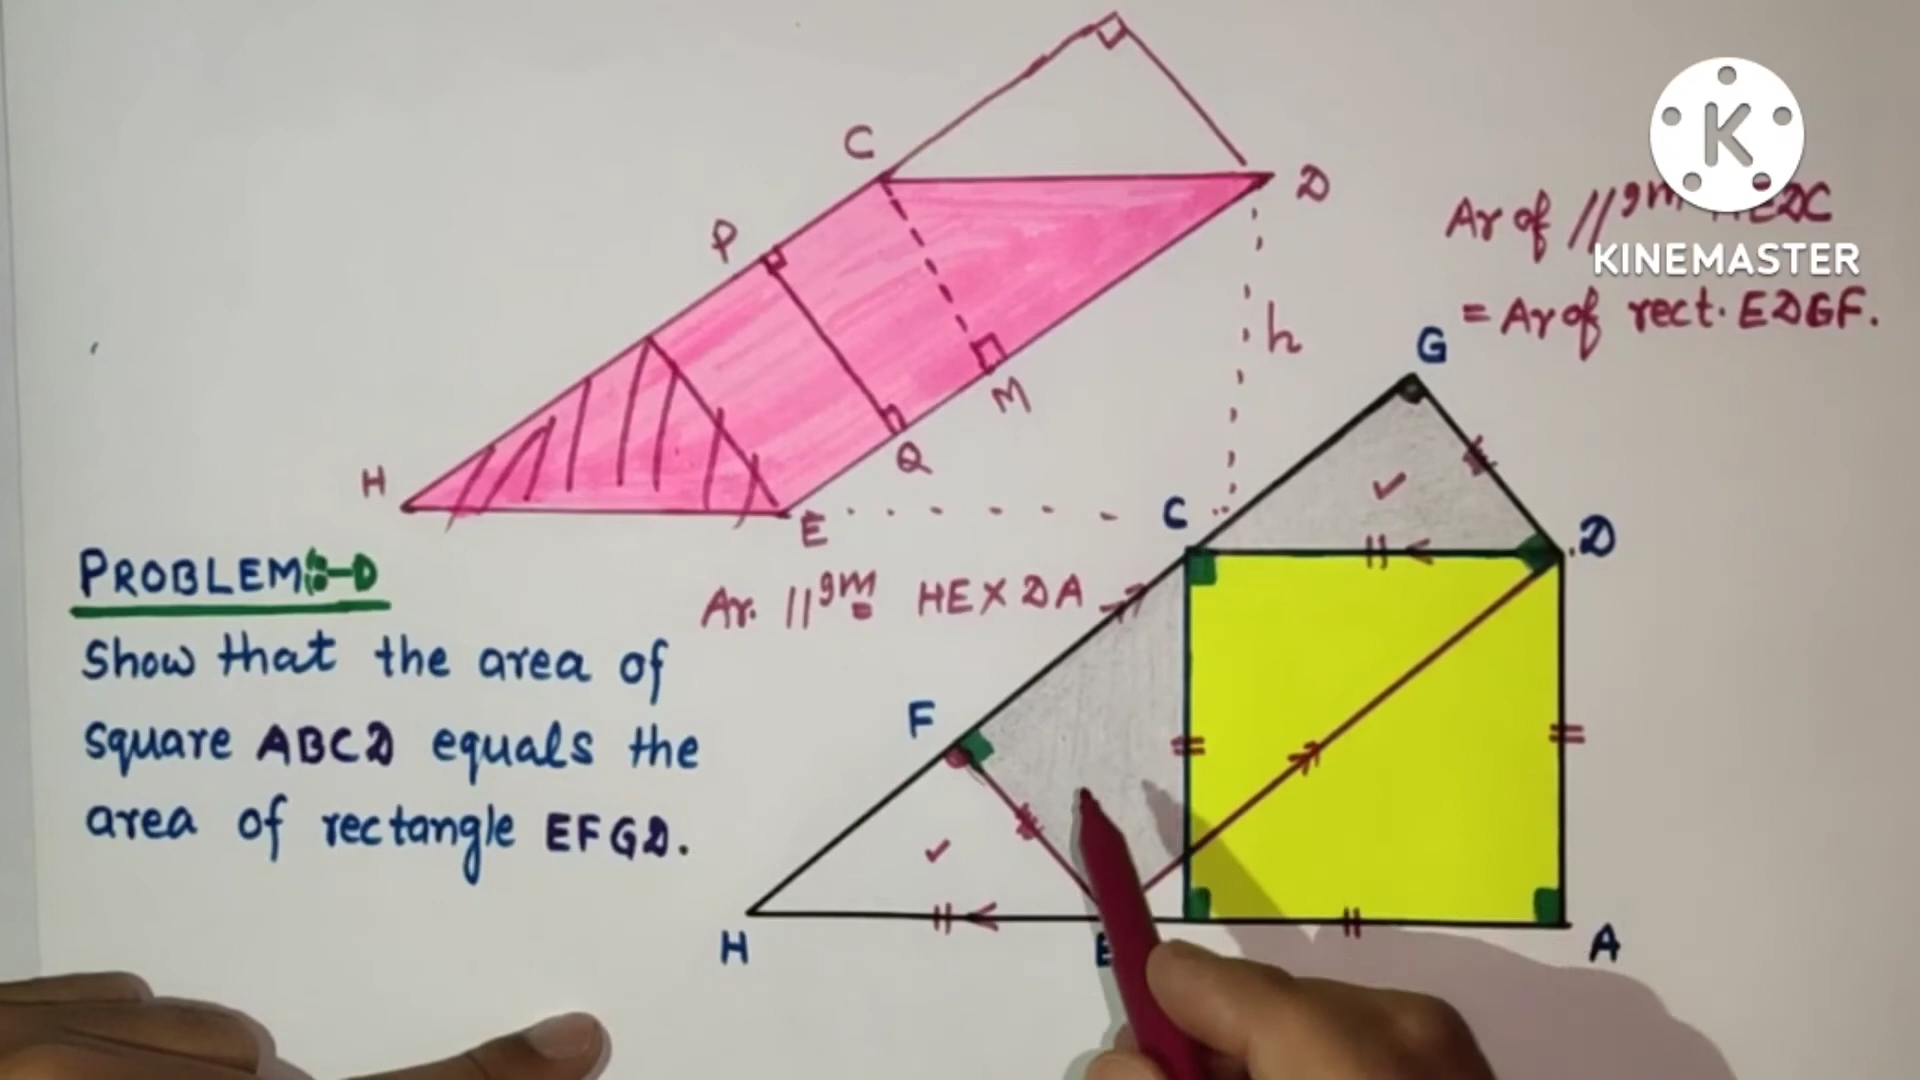 C
D
P
h
M
Q
H
E
Ar of //gm HEDC
= Ar of rect. EDGF.
K
KINEMASTER
PROBLEM:-D
Show that the area of
square ABCD equals the
area of rectangle EFGD.
Ar. //gm HE X DA
G
C
D
F
H
E
A